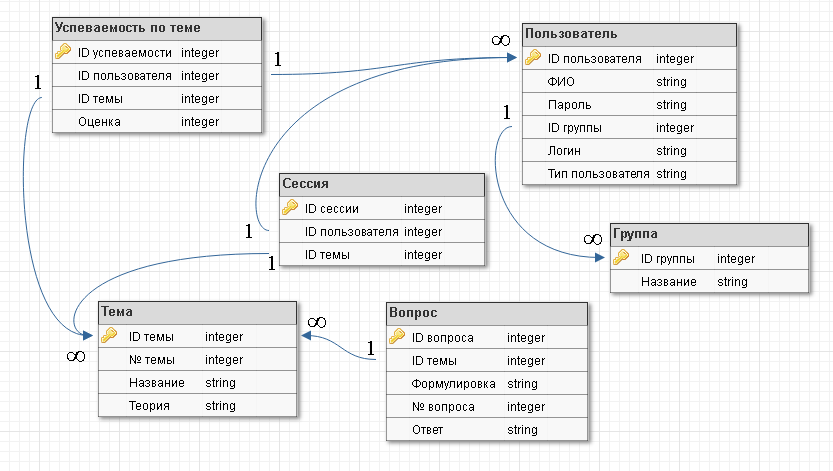 Успеваемость по теме
ID успеваемости integer
ID пользователя integer
ID темы integer
Оценка integer
1
∞
1
Пользователь
ID пользователя integer
ФИО string
Пароль string
ID группы integer
Логин string
Тип пользователя string
1
Сессия
ID сессии integer
ID пользователя integer
ID темы integer
1
1
∞
Группа
ID группы integer
Название string
Тема
ID темы integer
№ темы integer
Название string
Теория string
∞
∞
1
Вопрос
ID вопроса integer
ID темы integer
Формулировка string
№ вопроса integer
Ответ string